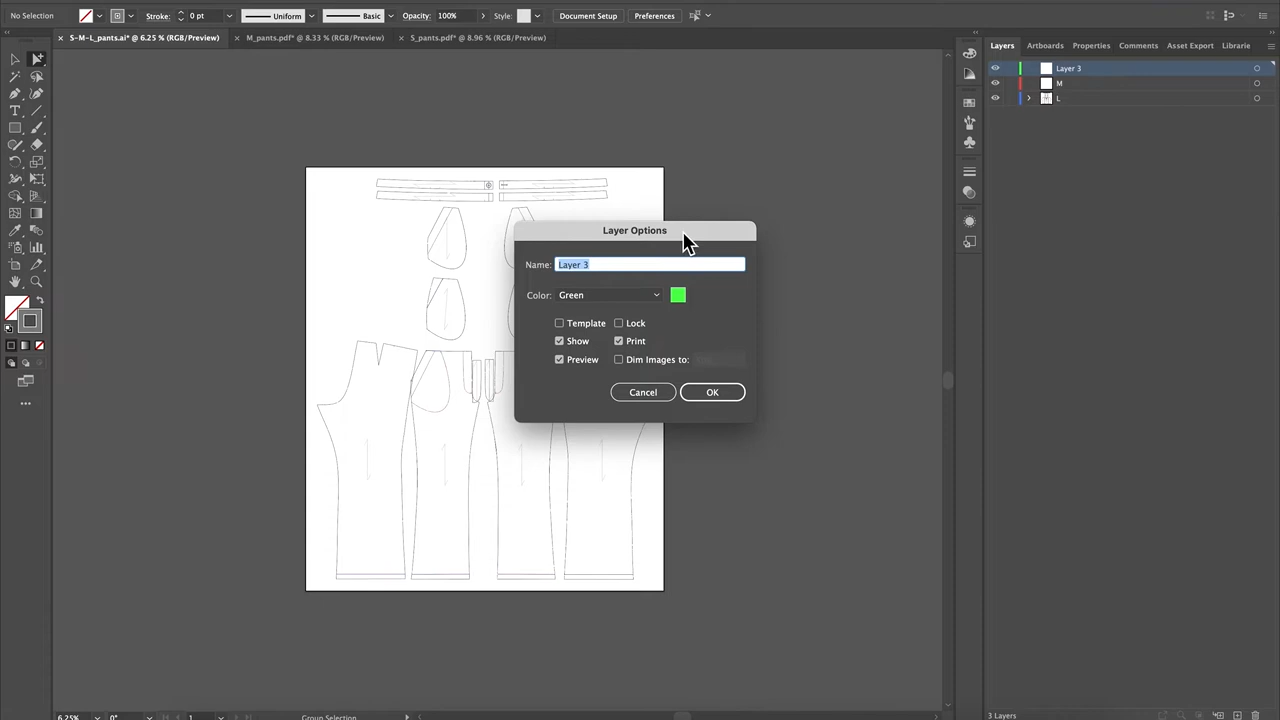 No Selection
Stroke:
0 pt
Uniform
Basic
Opacity:
100%
Style:
Document Setup
Preferences
S-M-L_pants.ai* @ 6.25 % (RGB/Preview)
M_pants.pdf* @ 8.33 % (RGB/Preview)
S_pants.pdf* @ 8.96 % (RGB/Preview)
Layers
Artboards
Properties
Comments
Asset Export
Librarie
Layer 3
M
L
Layer Options
Name:
Layer 3
Color:
Green
Template
Lock
Show
Print
Preview
Dim Images to:
Cancel
OK
6.25%
0°
1
Group Selection
3 Layers